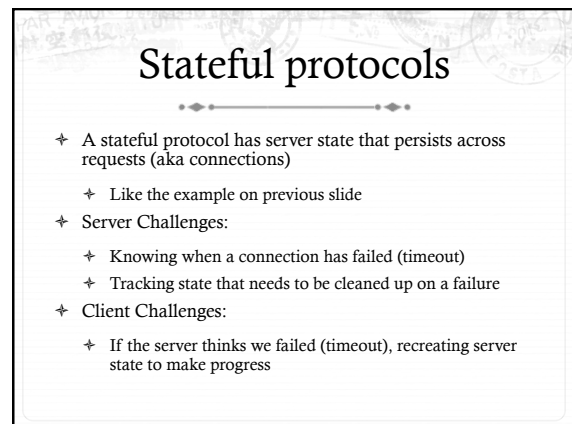 Stateful protocols
A stateful protocol has server state that persists across
requests (aka connections)
Like the example on previous slide
Server Challenges:
Knowing when a connection has failed (timeout)
Tracking state that needs to be cleaned up on a failure
Client Challenges:
If the server thinks we failed (timeout), recreating server
state to make progress